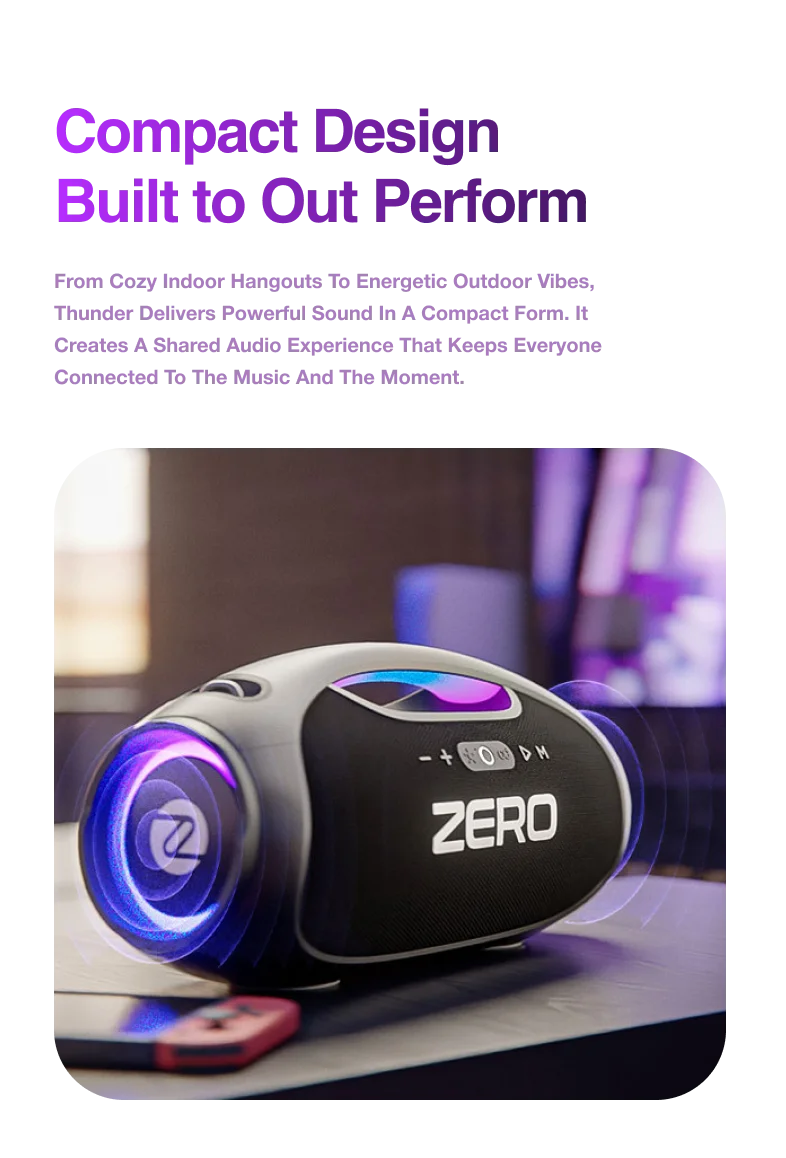 Compact Design
Built to Out Perform
From Cozy Indoor Hangouts To Energetic Outdoor Vibes,
Thunder Delivers Powerful Sound In A Compact Form. It
Creates A Shared Audio Experience That Keeps Everyone
Connected To The Music And The Moment.
M
ZERO